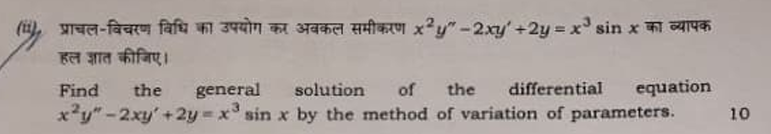 (ii) प्राचल-विचरण विधि का उपयोग कर अवकल समीकरण x²y″ – 2xy′ + 2y = x³ sin x का व्यापक
हल ज्ञात कीजिए।
Find the general solution of the differential equation
x²y″ – 2xy′ + 2y = x³ sin x by the method of variation of parameters. 10